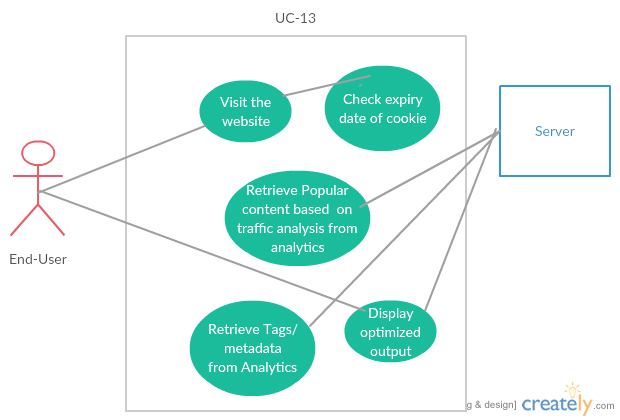 UC-13
Visit the
website
Check expiry
date of cookie
Server
Retrieve Popular
content based on
traffic analysis from
analytics
End-User
Retrieve Tags/
metadata
from Analytics
Display
optimized
output
g & design]
creately.com